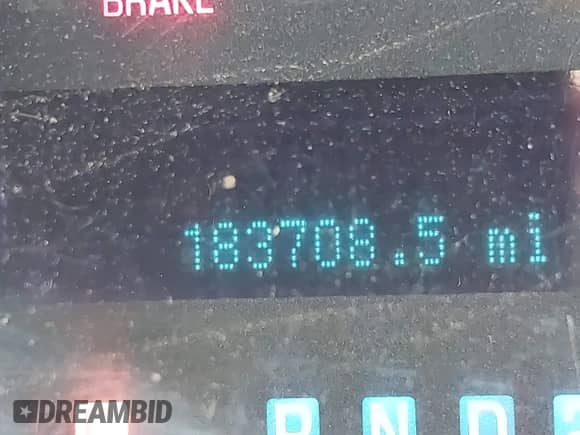 BRAKE
183708.5 mi
R N D
DREAMBID